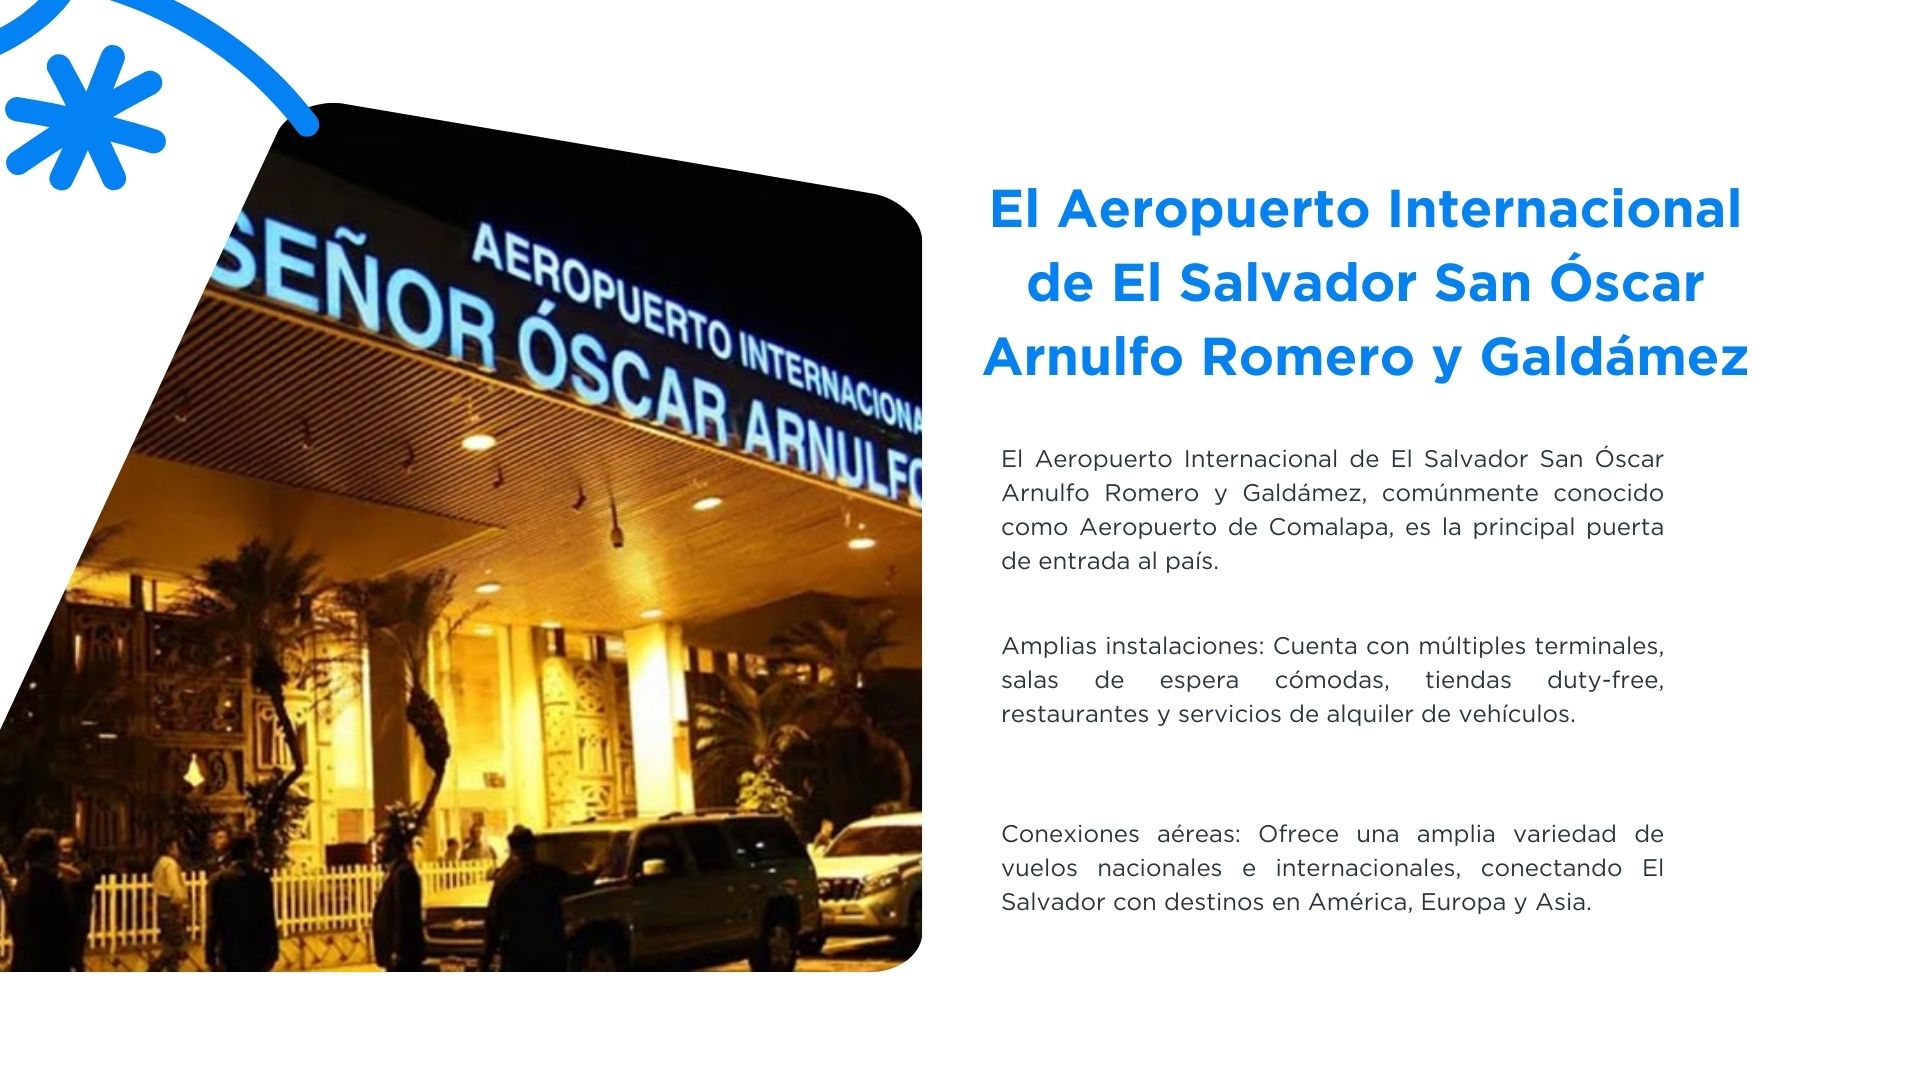 AEROPUERTO INTERNACIONA
SEÑOR ÓSCAR ARNULFO
El Aeropuerto Internacional
de El Salvador San Óscar
Arnulfo Romero y Galdámez
El Aeropuerto Internacional de El Salvador San Óscar
Arnulfo Romero y Galdámez, comúnmente conocido
como Aeropuerto de Comalapa, es la principal puerta
de entrada al país.
Amplias instalaciones: Cuenta con múltiples terminales,
salas de espera cómodas, tiendas duty-free,
restaurantes y servicios de alquiler de vehículos.
Conexiones aéreas: Ofrece una amplia variedad de
vuelos nacionales e internacionales, conectando El
Salvador con destinos en América, Europa y Asia.